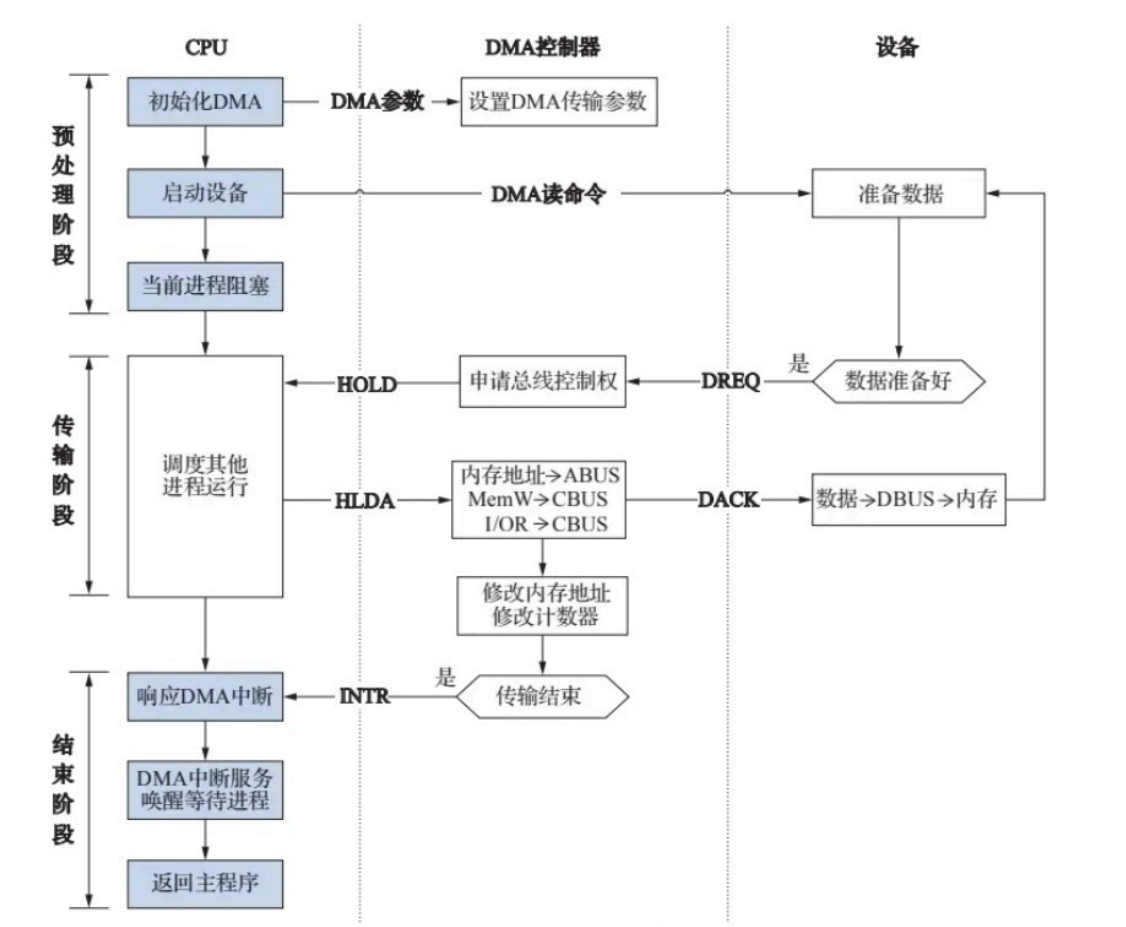 CPU
DMA控制器
设备
预处理阶段
初始化DMA
DMA参数
设置DMA传输参数
启动设备
DMA读命令
准备数据
当前进程阻塞
传输阶段
调度其他
进程运行
HOLD
申请总线控制权
DREQ
是
数据准备好
HLDA
内存地址→ABUS
MemW→CBUS
I/OR→CBUS
DACK
数据→DBUS→内存
修改内存地址
修改计数器
结束阶段
响应DMA中断
INTR
是
传输结束
DMA中断服务
唤醒等待进程
返回主程序